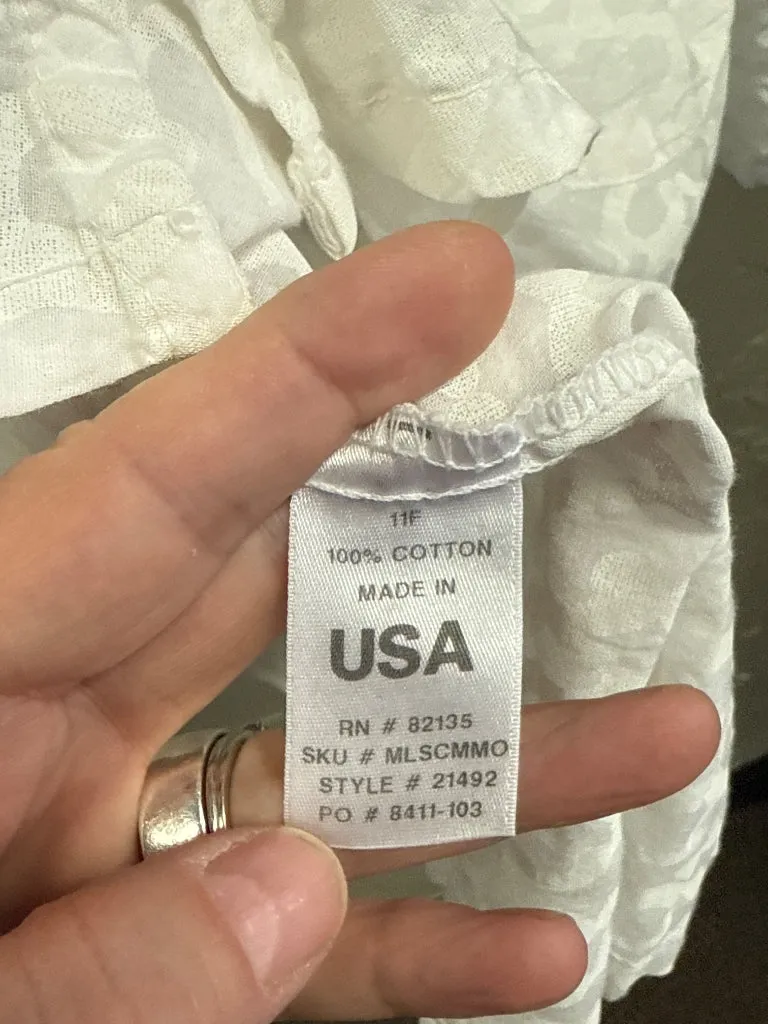 11F
100% COTTON
MADE IN
USA
RN # 82135
SKU # MLSCMMO
STYLE # 21492
PO # 8411-103